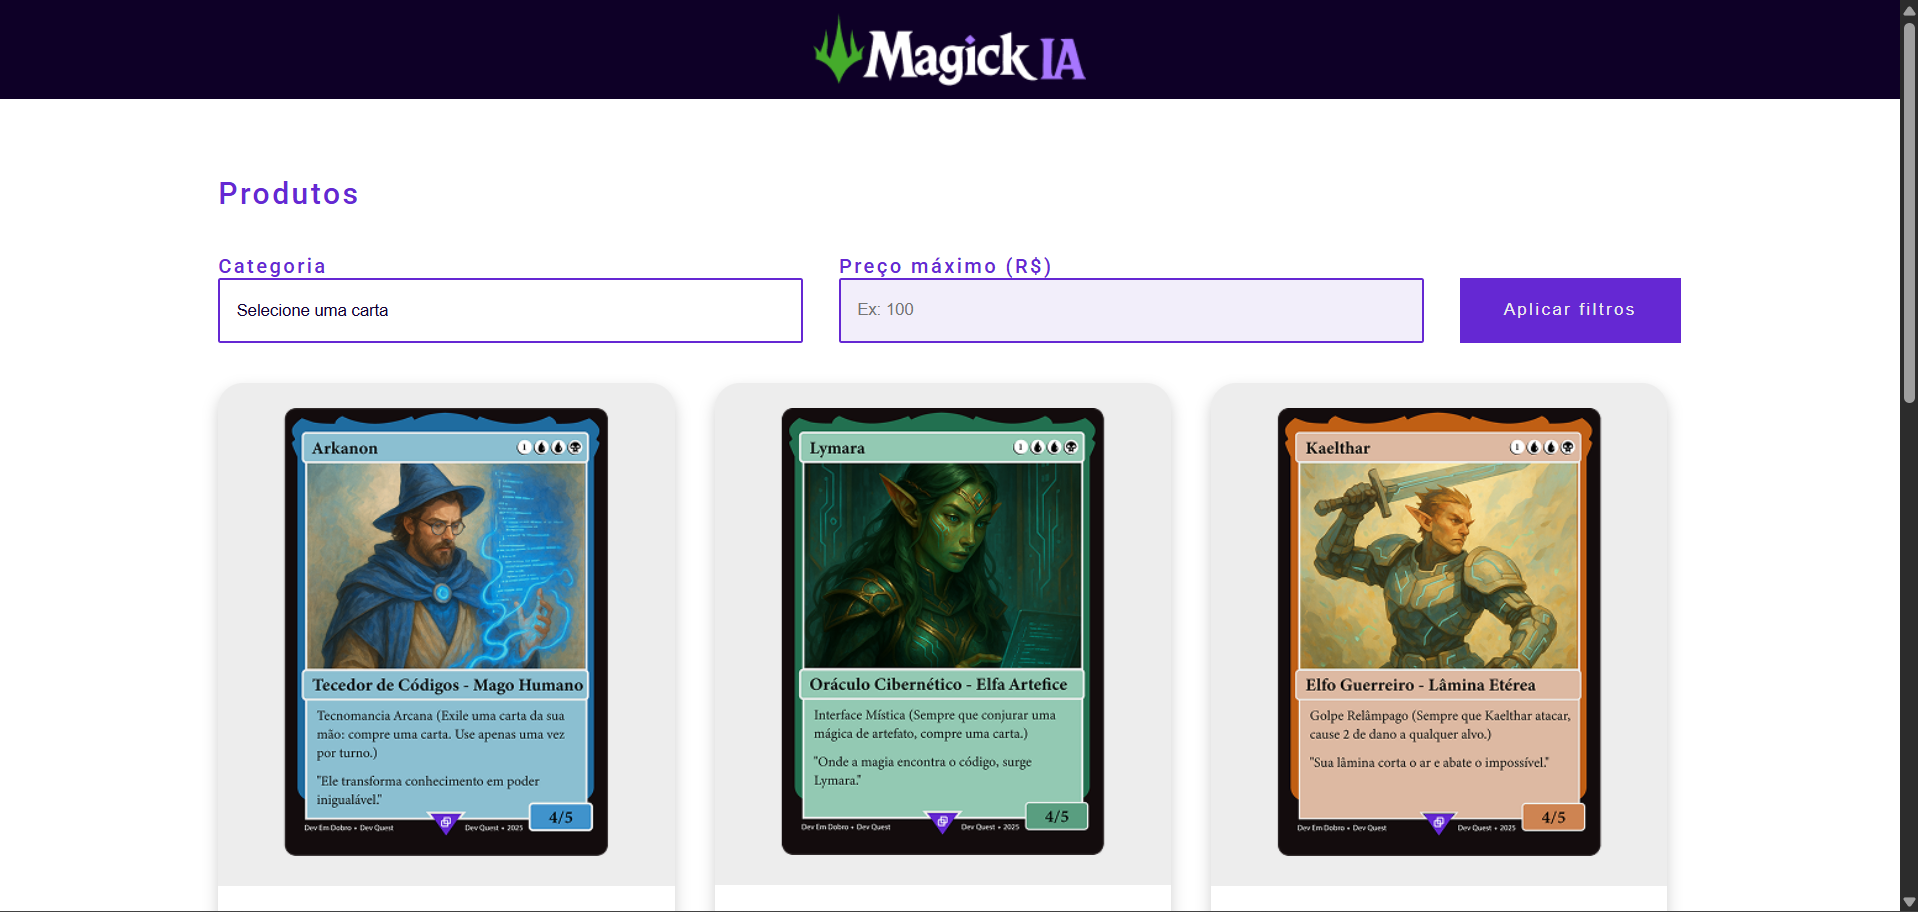 Magick IA
Produtos
Categoria
Selecione uma carta
Preço máximo (R$)
Ex: 100
Aplicar filtros
Arkanon
1
Tecedor de Códigos - Mago Humano
Tecnomancia Arcana (Exile uma carta da sua
mão: compre uma carta. Use apenas uma vez
por turno.)
"Ele transforma conhecimento em poder
inigualável."
4/5
Dev Em Dobro • Dev Quest
Dev Quest • 2025
Lymara
1
Oráculo Cibernético - Elfa Artefice
Interface Mística (Sempre que conjurar uma
mágica de artefato, compre uma carta.)
"Onde a magia encontra o código, surge
Lymara."
4/5
Dev Em Dobro • Dev Quest
Dev Quest • 2025
Kaelthar
1
Elfo Guerreiro - Lâmina Etérea
Golpe Relâmpago (Sempre que Kaelthar atacar,
cause 2 de dano a qualquer alvo.)
"Sua lâmina corta o ar e abate o impossível."
4/5
Dev Em Dobro • Dev Quest
Dev Quest • 2025